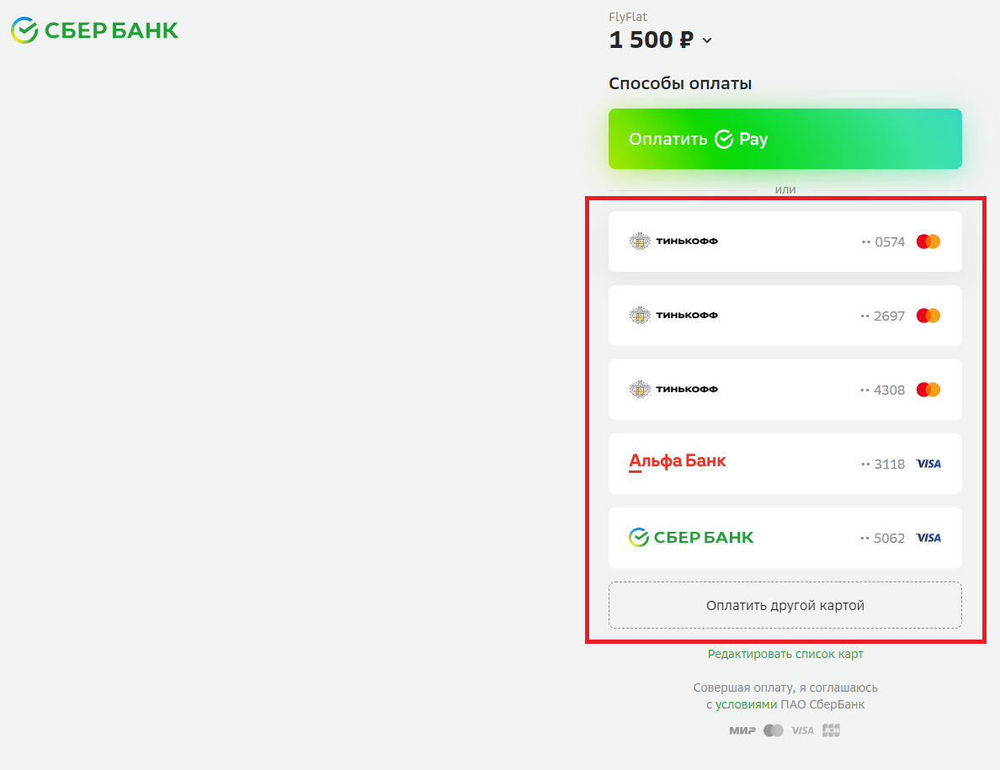 СБЕР БАНК
FlyFlat
1 500 ₽
Способы оплаты
Оплатить Pay
или
ТИНЬКОФФ •• 0574
ТИНЬКОФФ •• 2697
ТИНЬКОФФ •• 4308
Альфа Банк •• 3118 VISA
СБЕР БАНК •• 5062 VISA
Оплатить другой картой
Редактировать список карт
Совершая оплату, я соглашаюсь
с условиями ПАО СберБанк
МИР VISA JCB